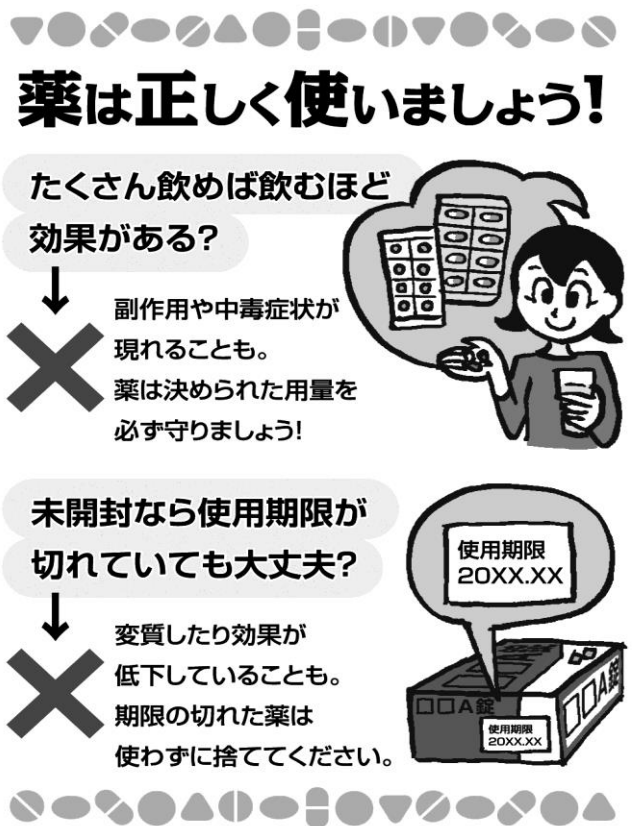 薬は正しく使いましょう!
たくさん飲めば飲むほど
効果がある?
副作用や中毒症状が
現れることも。
薬は決められた用量を
必ず守りましょう!
未開封なら使用期限が
切れていても大丈夫?
変質したり効果が
低下していることも。
期限の切れた薬は
使わずに捨ててください。
使用期限
20XX.XX
□□A錠
使用期限
20XX.XX
□□A錠